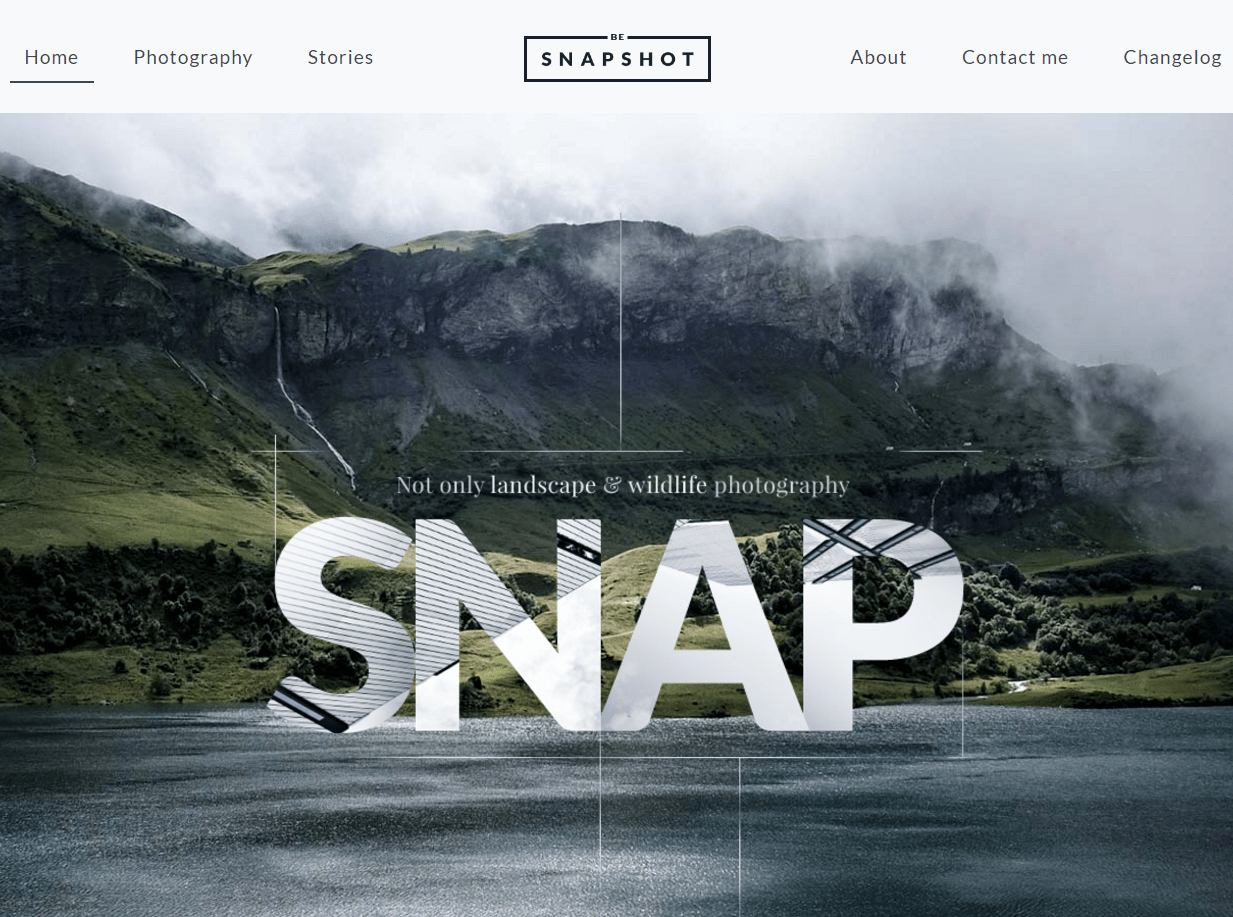 Home Photography Stories
BE
SNAPSHOT
About Contact me Changelog
Not only landscape & wildlife photography
SNAP